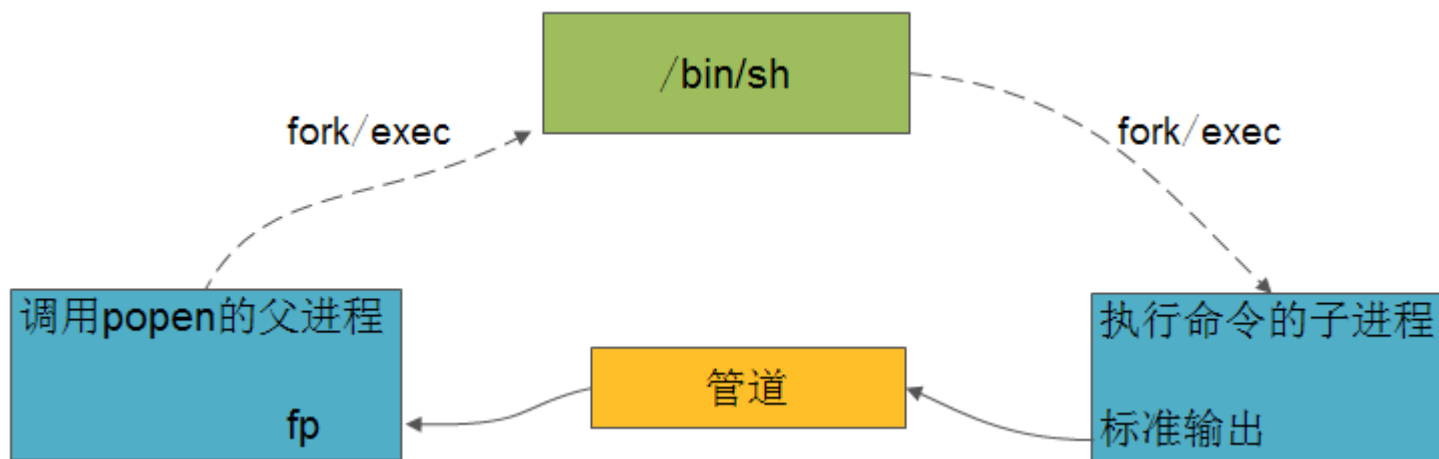 /bin/sh
fork/exec
fork/exec
调用popen的父进程
执行命令的子进程
管道
fp
标准输出